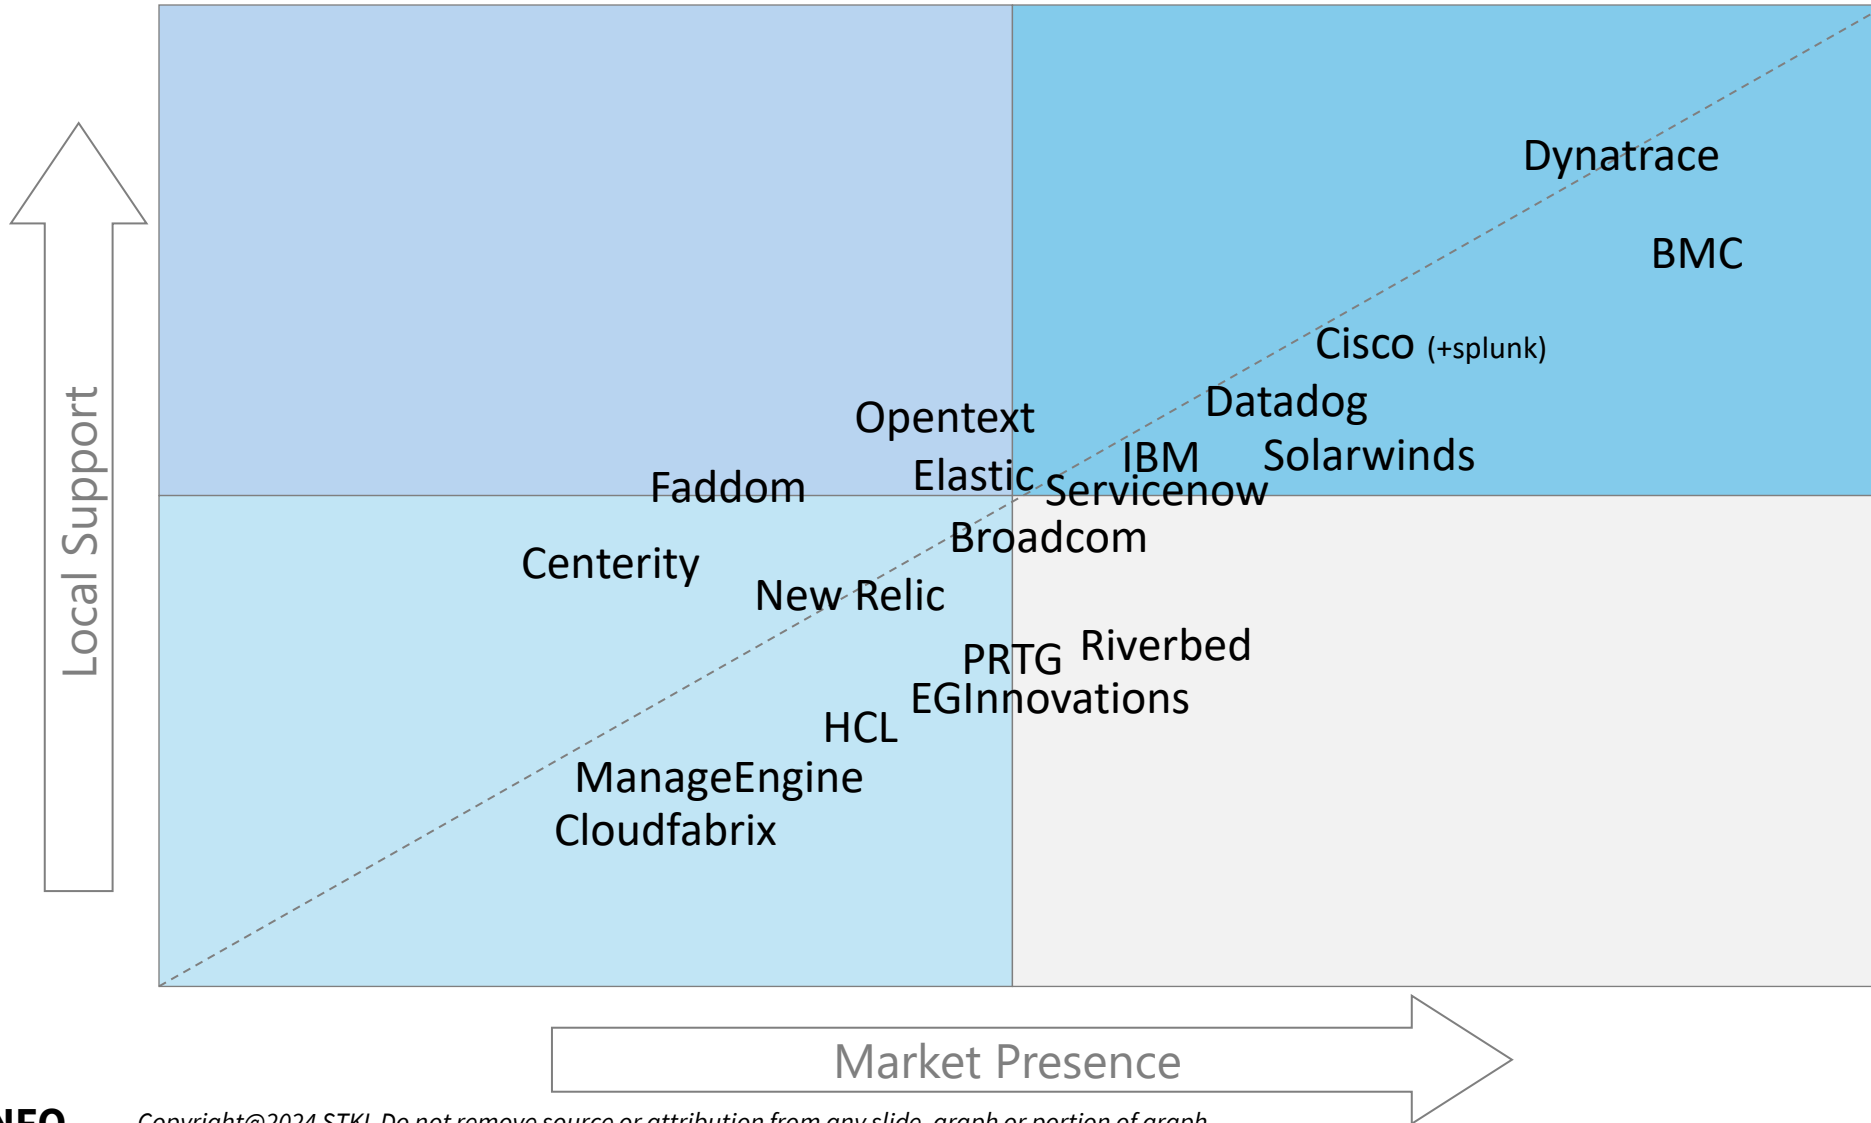 Dynatrace
BMC
Cisco (+splunk)
Datadog
Opentext
IBM
Solarwinds
Elastic
Faddom
Servicenow
Broadcom
Centerity
New Relic
Riverbed
PRTG
EGInnovations
HCL
ManageEngine
Cloudfabrix
Local Support
Market Presence
Copyright@2024 STKI Do not remove source or attribution from any slide, graph or portion of graph